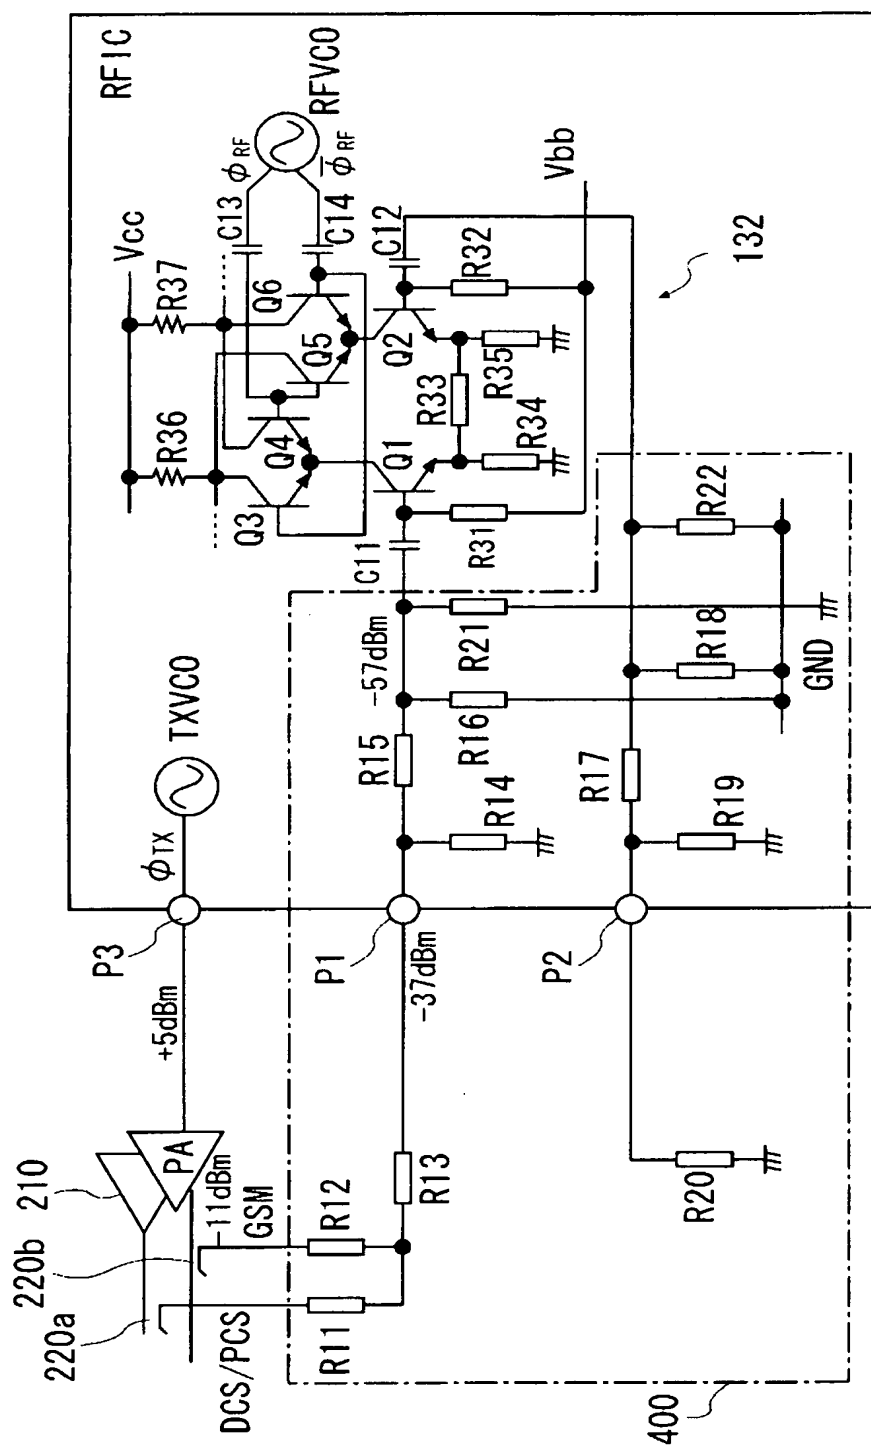 RFIC
Vcc
R36
R37
ΦRF
RFVCO
Φ̅RF
C13
C14
Q3
Q4
Q5
Q6
Q1
Q2
C11
C12
R31
R32
R33
R34
R35
Vbb
132
TXVCO
ΦTX
P3
+5dBm
PA
210
220b
220a
-11dBm
GSM
DCS/PCS
R11
R12
R13
-37dBm
P1
R14
R15
-57dBm
R16
R21
P2
R17
R18
R19
R20
R22
GND
400